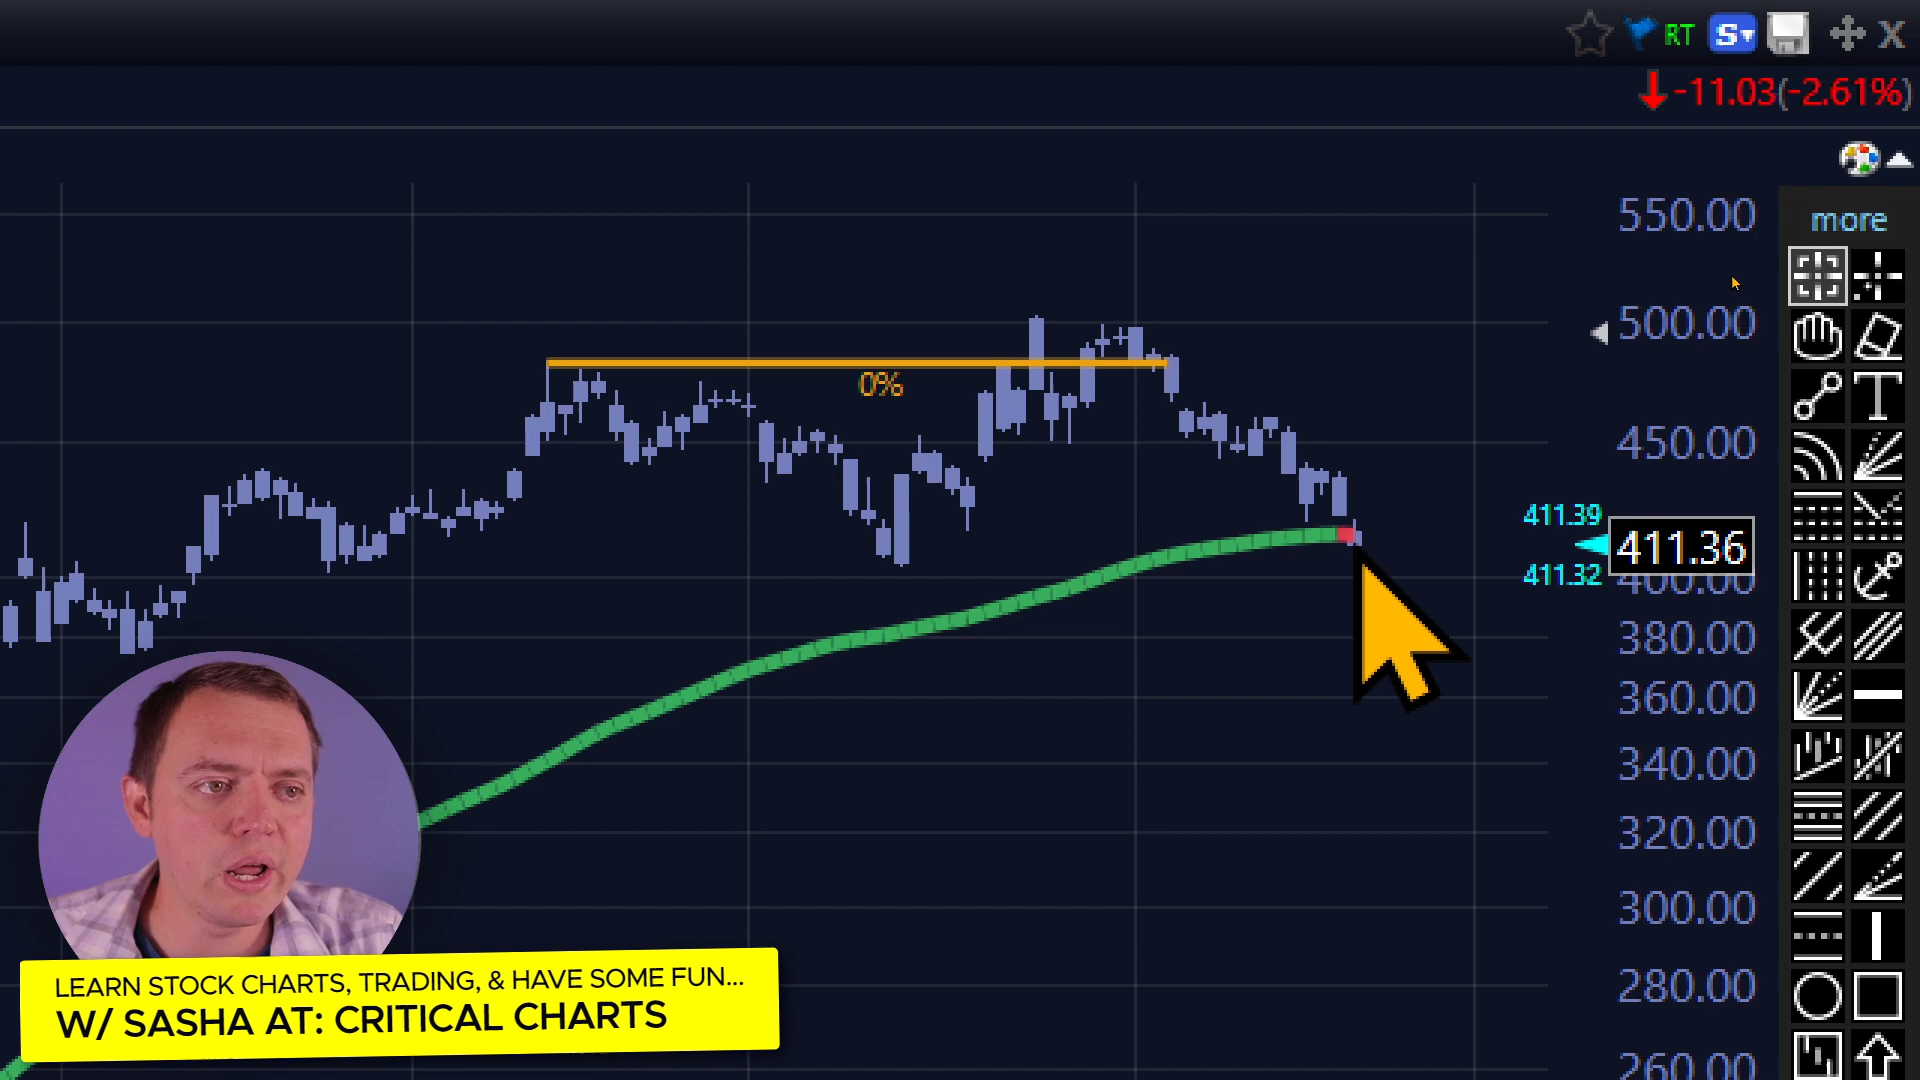 RT
S
X
-11.03(-2.61%)
550.00
more
500.00
0%
450.00
411.39
411.36
411.32
400.00
380.00
360.00
340.00
320.00
300.00
280.00
260.00
T
LEARN STOCK CHARTS, TRADING, & HAVE SOME FUN...
W/ SASHA AT: CRITICAL CHARTS